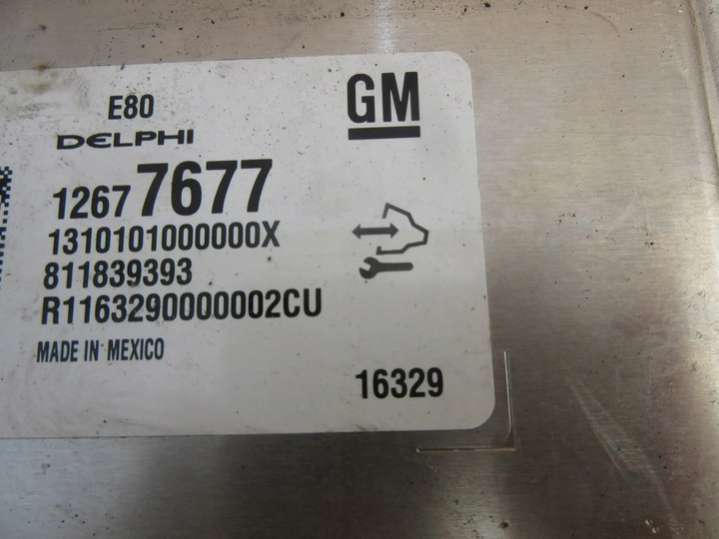 E80
GM
DELPHI
12677677
1310101000000X
811839393
R1163290000002CU
MADE IN MEXICO
16329